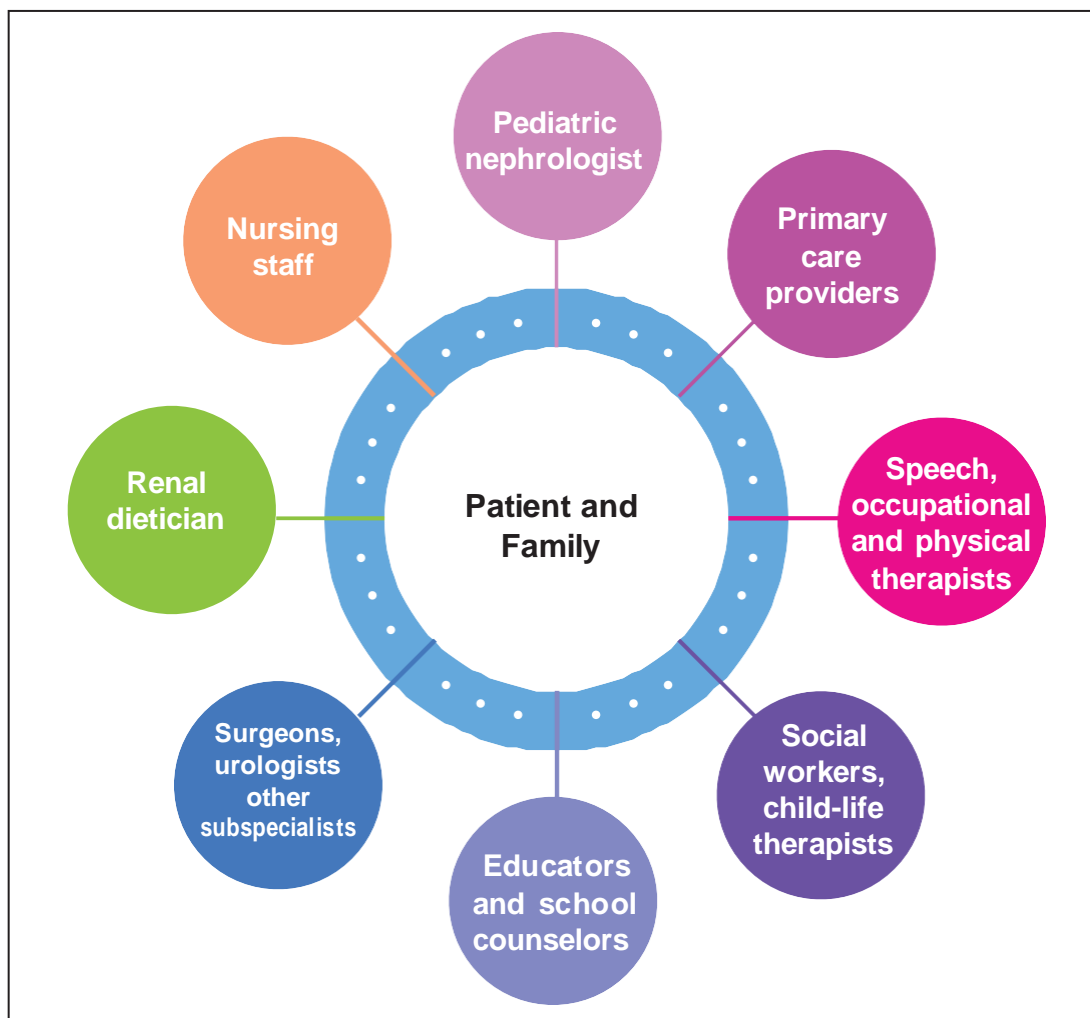 Pediatric
nephrologist
Primary
care
providers
Speech,
occupational
and physical
therapists
Social
workers,
child-life
therapists
Educators
and school
counselors
Surgeons,
urologists
other
subspecialists
Renal
dietician
Nursing
staff
Patient and
Family